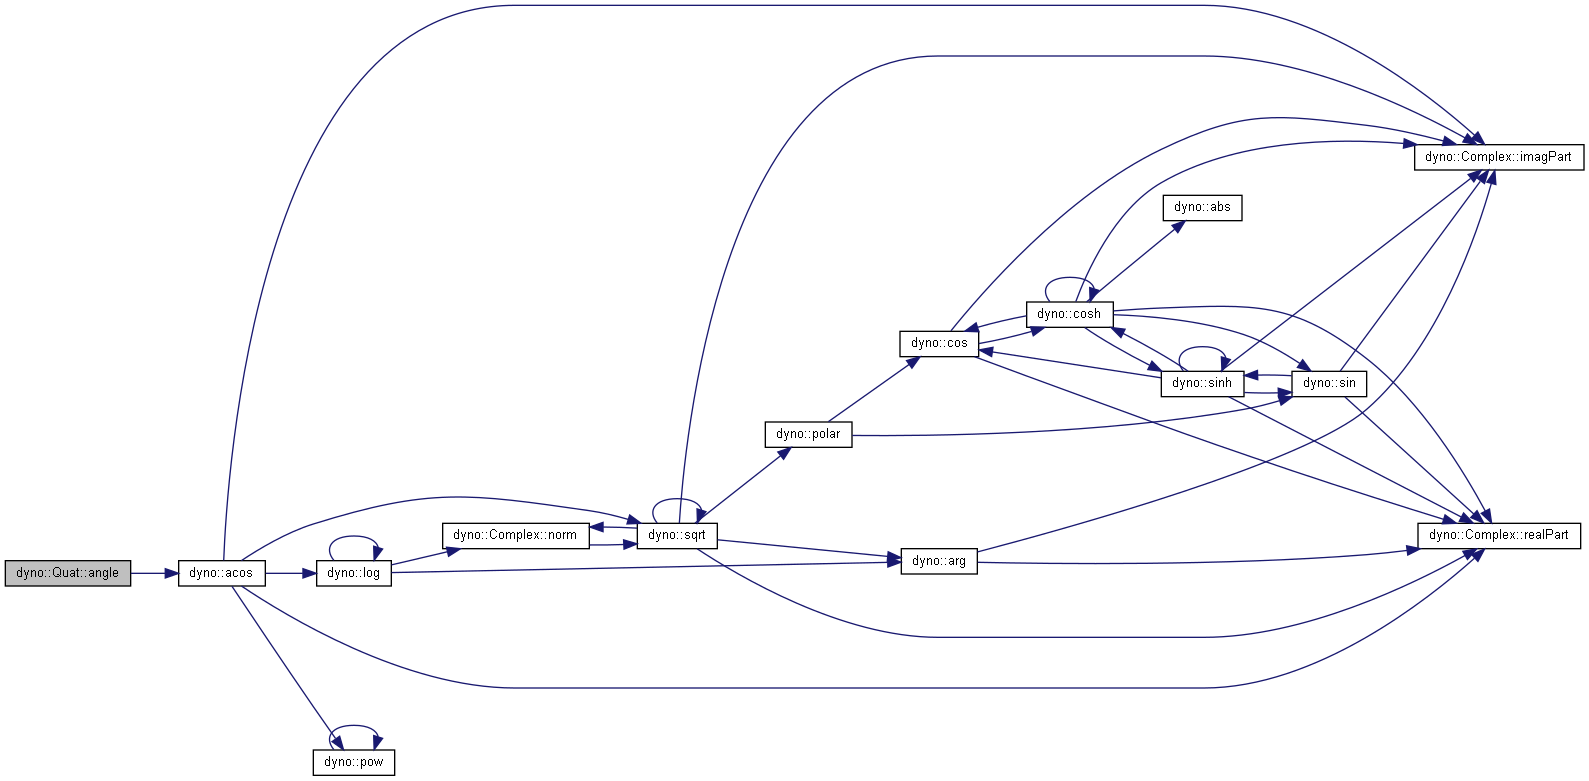 dyno::Complex::imagPart
dyno::abs
dyno::cosh
dyno::cos
dyno::sinh
dyno::sin
dyno::polar
dyno::Complex::norm
dyno::sqrt
dyno::Complex::realPart
dyno::arg
dyno::Quat::angle
dyno::acos
dyno::log
dyno::pow